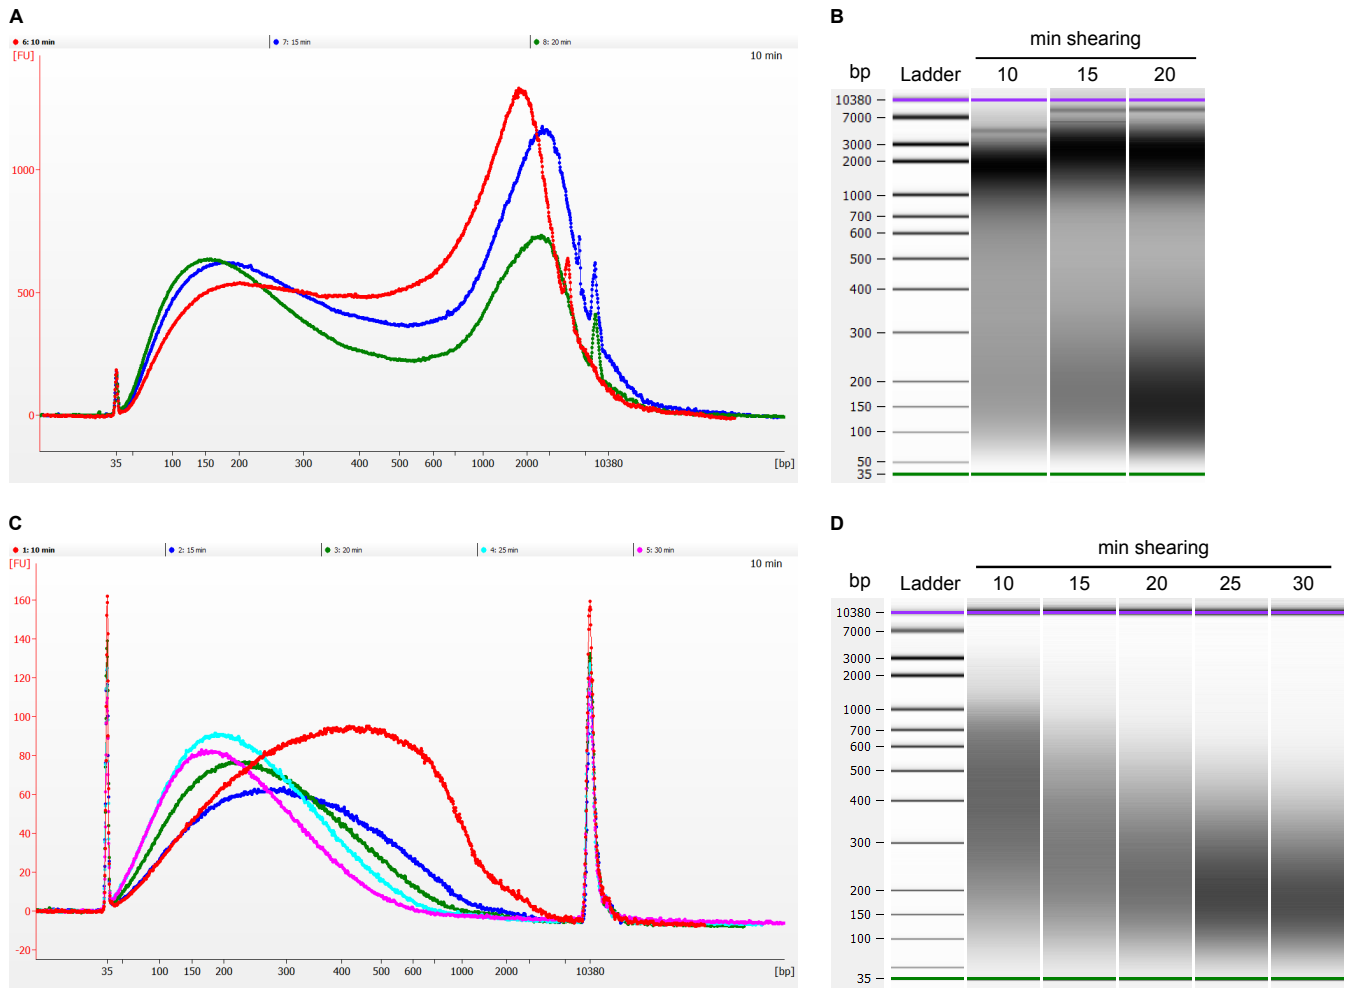 A
6: 10 min
7: 15 min
8: 20 min
[FU]
10 min
1000
500
0
35 100 150 200 300 400 500 600 1000 2000 10380 [bp]
B
min shearing
bp Ladder 10 15 20
10380
7000
3000
2000
1000
700
600
500
400
300
200
150
100
50
35
C
1: 10 min
2: 15 min
3: 20 min
4: 25 min
5: 30 min
[FU]
10 min
160
140
120
100
80
60
40
20
0
-20
35 100 150 200 300 400 500 600 1000 2000 10380 [bp]
D
min shearing
bp Ladder 10 15 20 25 30
10380
7000
3000
2000
1000
700
600
500
400
300
200
150
100
35